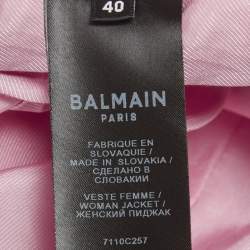 40
BALMAIN
PARIS
FABRIQUE EN
SLOVAQUIE /
MADE IN SLOVAKIA /
СДЕЛАНО В
СЛОВАКИИ
VESTE FEMME /
WOMAN JACKET /
ЖЕНСКИЙ ПИДЖАК
7110C257